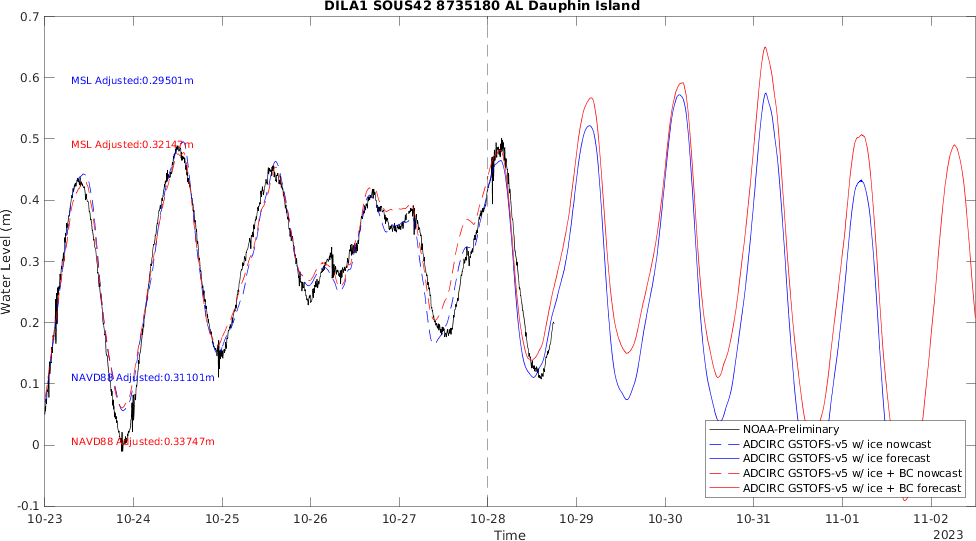 DILA1 SOUS42 8735180 AL Dauphin Island
0.7
0.6
0.5
0.4
0.3
0.2
0.1
0
-0.1
Water Level (m)
MSL Adjusted:0.29501m
MSL Adjusted:0.32147m
NAVD88 Adjusted:0.31101m
NAVD88 Adjusted:0.33747m
NOAA-Preliminary
ADCIRC GSTOFS-v5 w/ ice nowcast
ADCIRC GSTOFS-v5 w/ ice forecast
ADCIRC GSTOFS-v5 w/ ice + BC nowcast
ADCIRC GSTOFS-v5 w/ ice + BC forecast
10-23 10-24 10-25 10-26 10-27 10-28 10-29 10-30 10-31 11-01 11-02
Time
2023